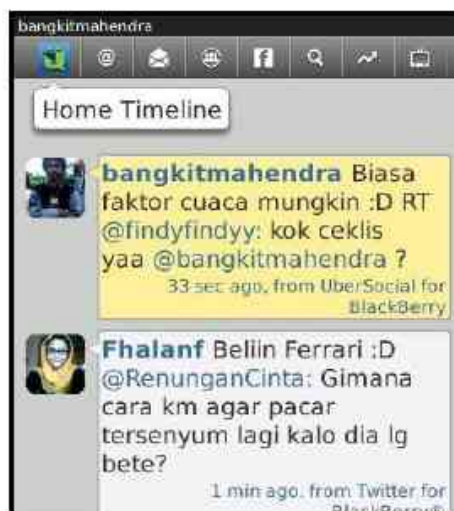 bangkitmahendra
Home Timeline
bangkitmahendra Biasa
faktor cuaca mungkin :D RT
@findyfindyy: kok ceklis
yaa @bangkitmahendra ?
33 sec ago, from UberSocial for
BlackBerry
Fhalanf Beliin Ferrari :D
@RenunganCinta: Gimana
cara km agar pacar
tersenyum lagi kalo dia lg
bete?
1 min ago, from Twitter for
BlackBerry®